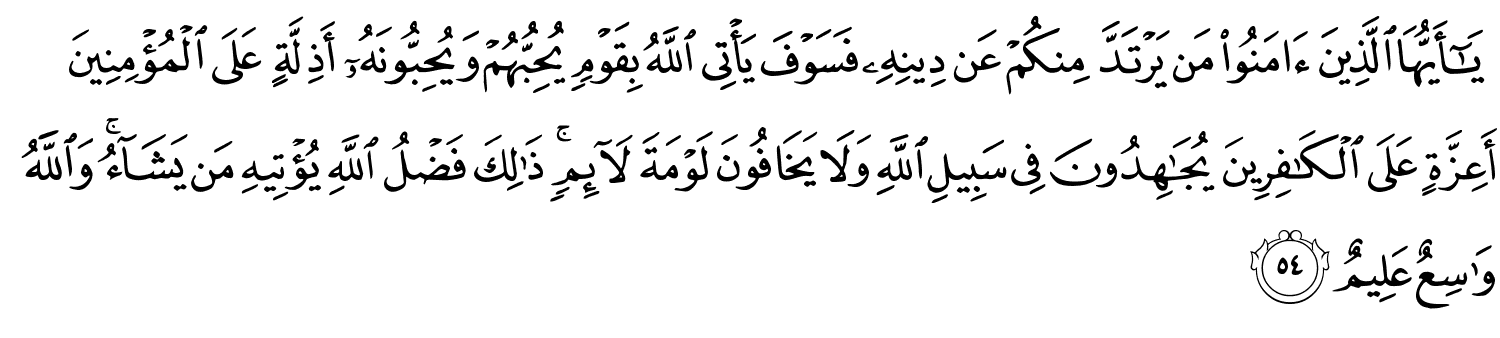 يَـٰٓأَيُّهَا ٱلَّذِينَ ءَامَنُوا۟ مَن يَرْتَدَّ مِنكُمْ عَن دِينِهِۦ فَسَوْفَ يَأْتِى ٱللَّهُ بِقَوْمٍ يُحِبُّهُمْ وَيُحِبُّونَهُۥٓ أَذِلَّةٍ عَلَى ٱلْمُؤْمِنِينَ
أَعِزَّةٍ عَلَى ٱلْكَـٰفِرِينَ يُجَـٰهِدُونَ فِى سَبِيلِ ٱللَّهِ وَلَا يَخَافُونَ لَوْمَةَ لَآئِمٍ ۚ ذَٰلِكَ فَضْلُ ٱللَّهِ يُؤْتِيهِ مَن يَشَآءُ ۚ وَٱللَّهُ
وَٰسِعٌ عَلِيمٌ ٥٤